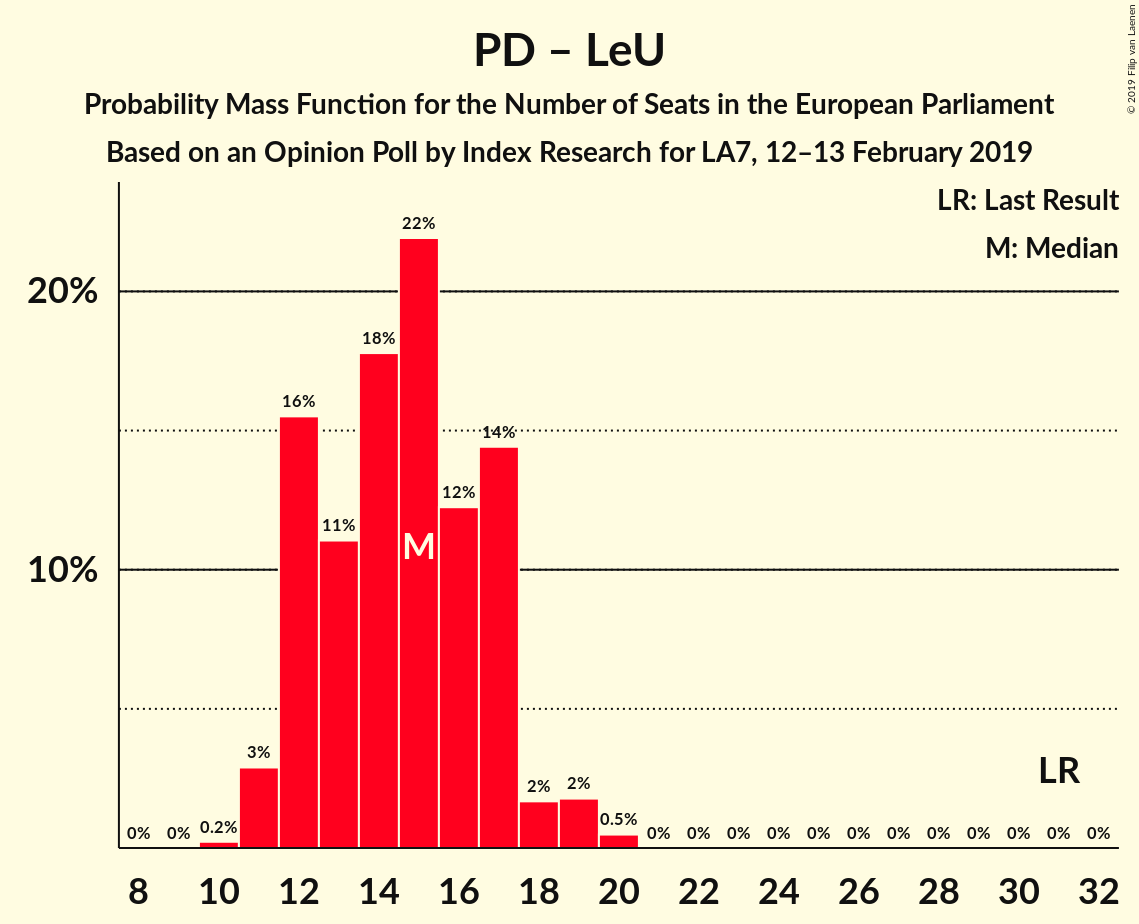 PD – LeU
Probability Mass Function for the Number of Seats in the European Parliament
Based on an Opinion Poll by Index Research for LA7, 12–13 February 2019
© 2019 Filip van Laenen
LR: Last Result
M: Median
22%
20%
18%
16%
14%
12%
11%
M
10%
3%
LR
2%
2%
0% 0% 0.2% 0.5% 0% 0% 0% 0% 0% 0% 0% 0% 0% 0% 0% 0%
8 10 12 14 16 18 20 22 24 26 28 30 32